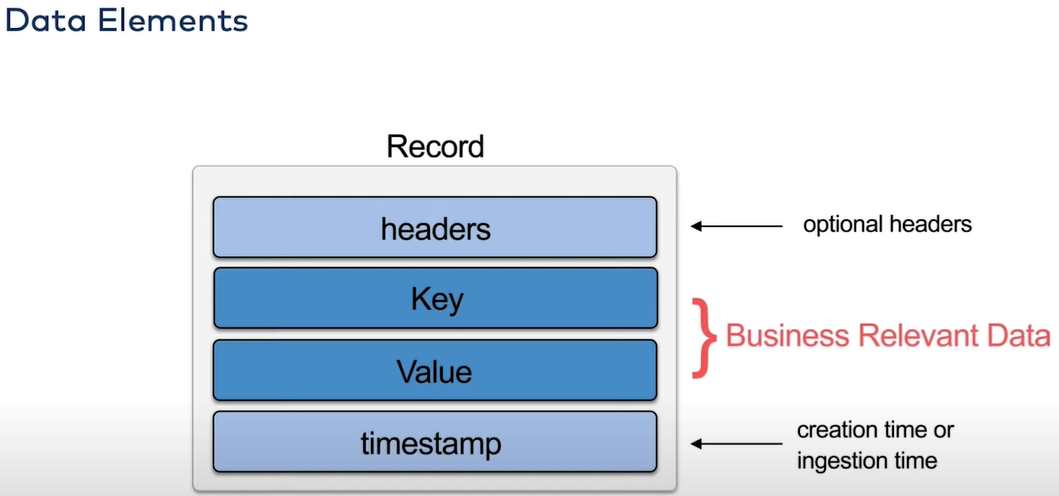 Data Elements
Record
headers
optional headers
Key
Value
Business Relevant Data
timestamp
creation time or
ingestion time